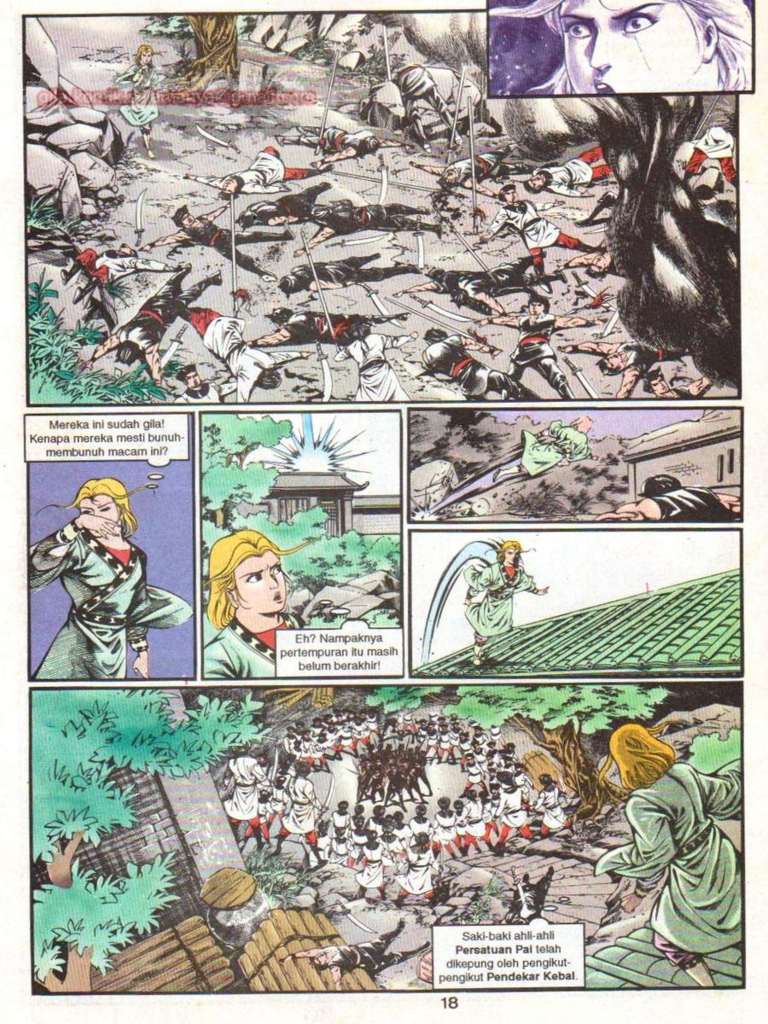 Mereka ini sudah gila!
Kenapa mereka mesti bunuh-
membunuh macam ini?
Eh? Nampaknya
pertempuran itu masih
belum berakhir!
Saki-baki ahli-ahli
Persatuan Pai telah
dikepung oleh pengikut-
pengikut Pendekar Kebal.
18